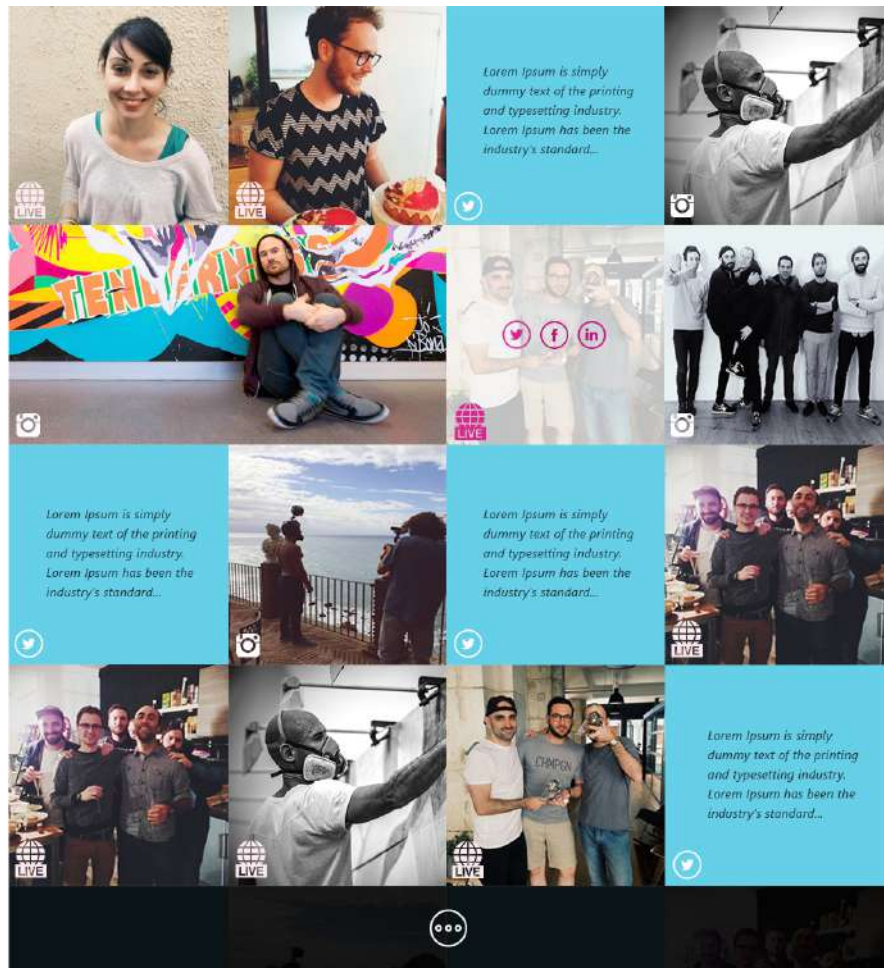 Lorem Ipsum is simply
dummy text of the printing
and typesetting industry.
Lorem Ipsum has been the
industry's standard...
LIVE
LIVE
TENDERNESS
in
LIVE
Lorem Ipsum is simply
dummy text of the printing
and typesetting industry.
Lorem Ipsum has been the
industry's standard...
Lorem Ipsum is simply
dummy text of the printing
and typesetting industry.
Lorem Ipsum has been the
industry's standard...
LIVE
CHMPGN
Lorem Ipsum is simply
dummy text of the printing
and typesetting industry.
Lorem Ipsum has been the
industry's standard...
LIVE
LIVE
LIVE